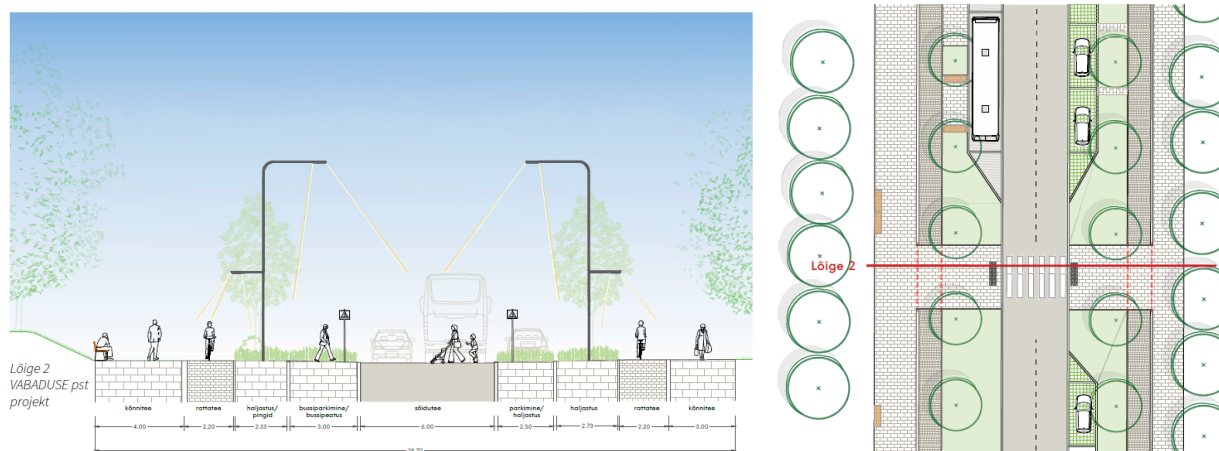 Lõige 2
VABADUSE pst
projekt
kõnnitee
rattatee
haljastus/
pingid
bussiparkimine/
bussipeatus
sõidutee
parkimine/
haljastus
haljastus
rattatee
kõnnitee
4.00
2.20
2.33
3.00
6.00
2.50
2.73
2.20
3.00
Lõige 2